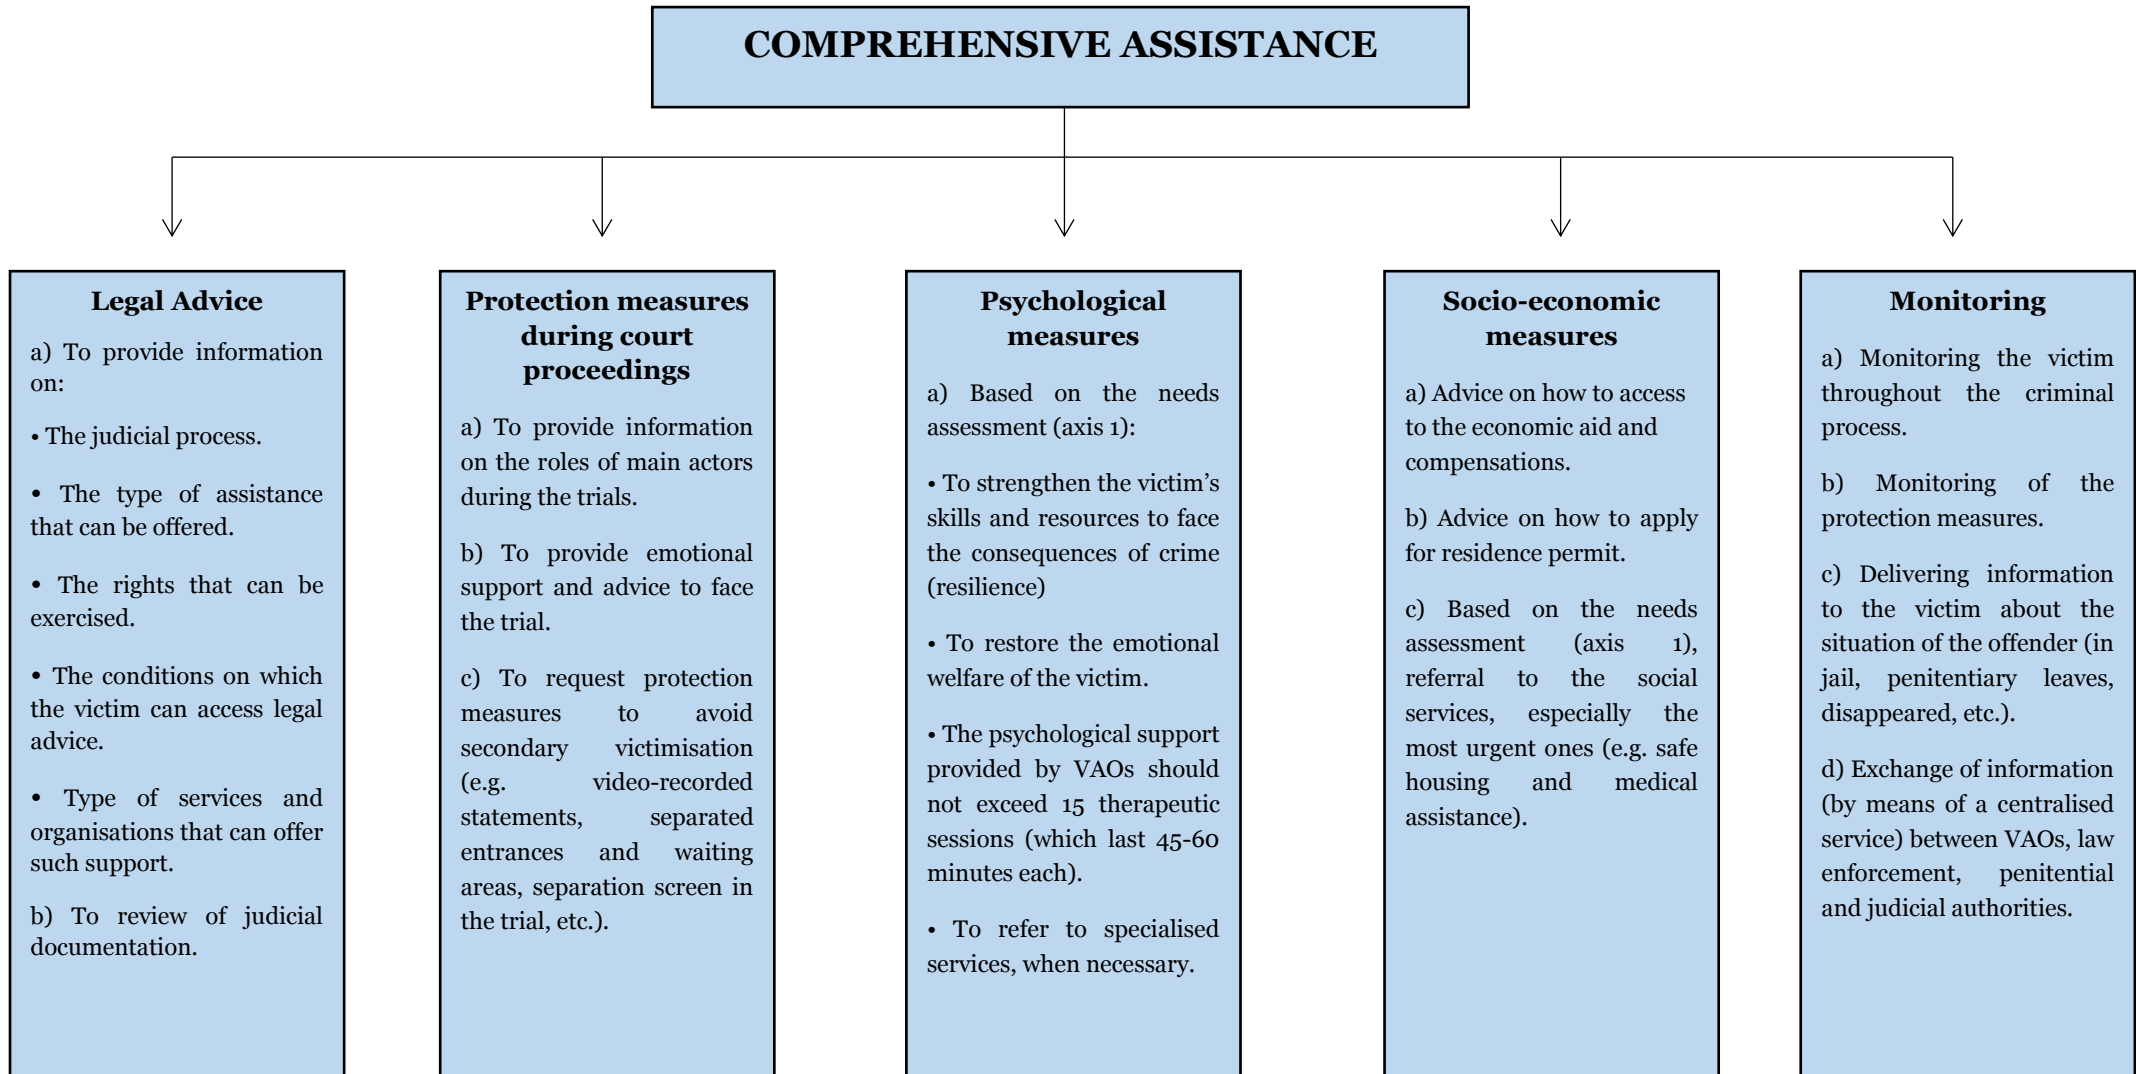 COMPREHENSIVE ASSISTANCE
Legal Advice
a) To provide information
on:
• The judicial process.
• The type of assistance
that can be offered.
• The rights that can be
exercised.
• The conditions on which
the victim can access legal
advice.
• Type of services and
organisations that can offer
such support.
b) To review of judicial
documentation.
Protection measures
during court
proceedings
a) To provide information
on the roles of main actors
during the trials.
b) To provide emotional
support and advice to face
the trial.
c) To request protection
measures to avoid
secondary victimisation
(e.g. video-recorded
statements, separated
entrances and waiting
areas, separation screen in
the trial, etc.).
Psychological
measures
a) Based on the needs
assessment (axis 1):
• To strengthen the victim’s
skills and resources to face
the consequences of crime
(resilience)
• To restore the emotional
welfare of the victim.
• The psychological support
provided by VAOs should
not exceed 15 therapeutic
sessions (which last 45-60
minutes each).
• To refer to specialised
services, when necessary.
Socio-economic
measures
a) Advice on how to access
to the economic aid and
compensations.
b) Advice on how to apply
for residence permit.
c) Based on the needs
assessment (axis 1),
referral to the social
services, especially the
most urgent ones (e.g. safe
housing and medical
assistance).
Monitoring
a) Monitoring the victim
throughout the criminal
process.
b) Monitoring of the
protection measures.
c) Delivering information
to the victim about the
situation of the offender (in
jail, penitentiary leaves,
disappeared, etc.).
d) Exchange of information
(by means of a centralised
service) between VAOs, law
enforcement, penitential
and judicial authorities.